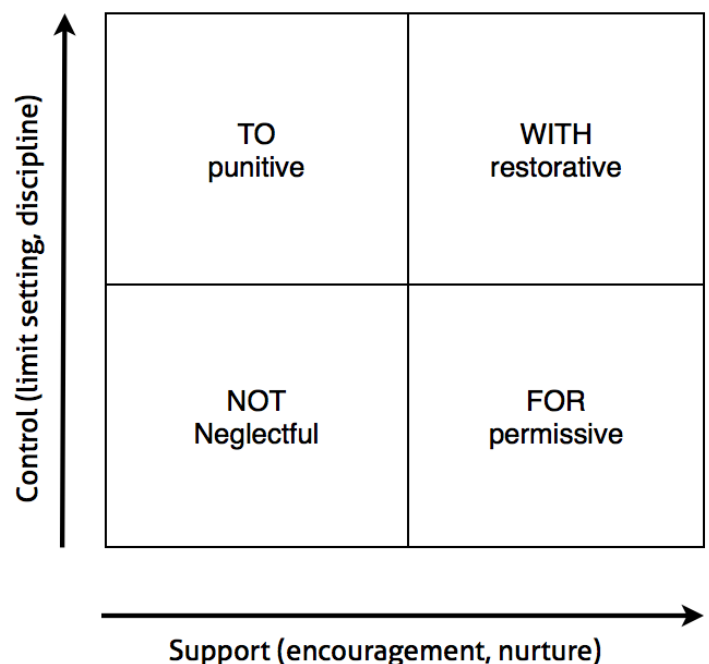 Control (limit setting, discipline)
TO
punitive
WITH
restorative
NOT
Neglectful
FOR
permissive
Support (encouragement, nurture)